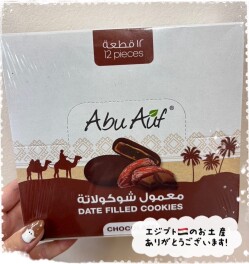 ١٢ قطعة
12 pieces
Abu Auf
معمول شوكولاتة
DATE FILLED COOKIES
CHOC
エジプト🇪🇬のお土産
ありがとうございます!